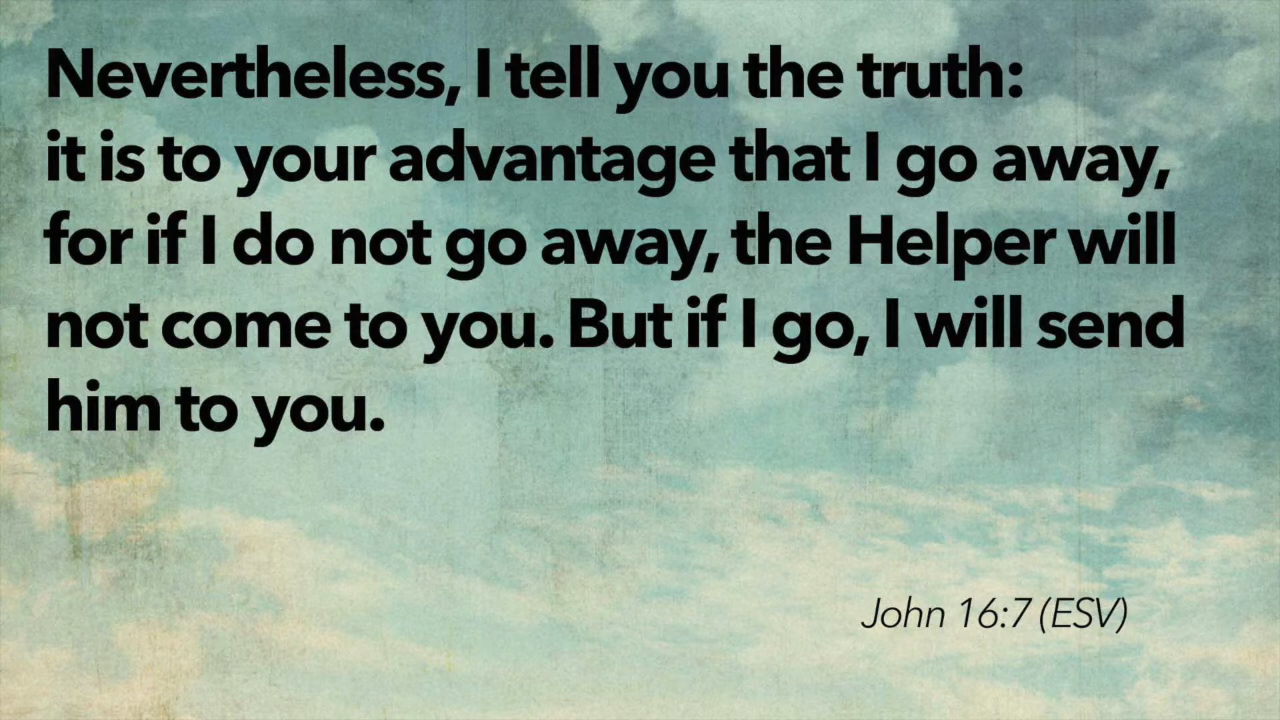 Nevertheless, I tell you the truth:
it is to your advantage that I go away,
for if I do not go away, the Helper will
not come to you. But if I go, I will send
him to you.
John 16:7 (ESV)